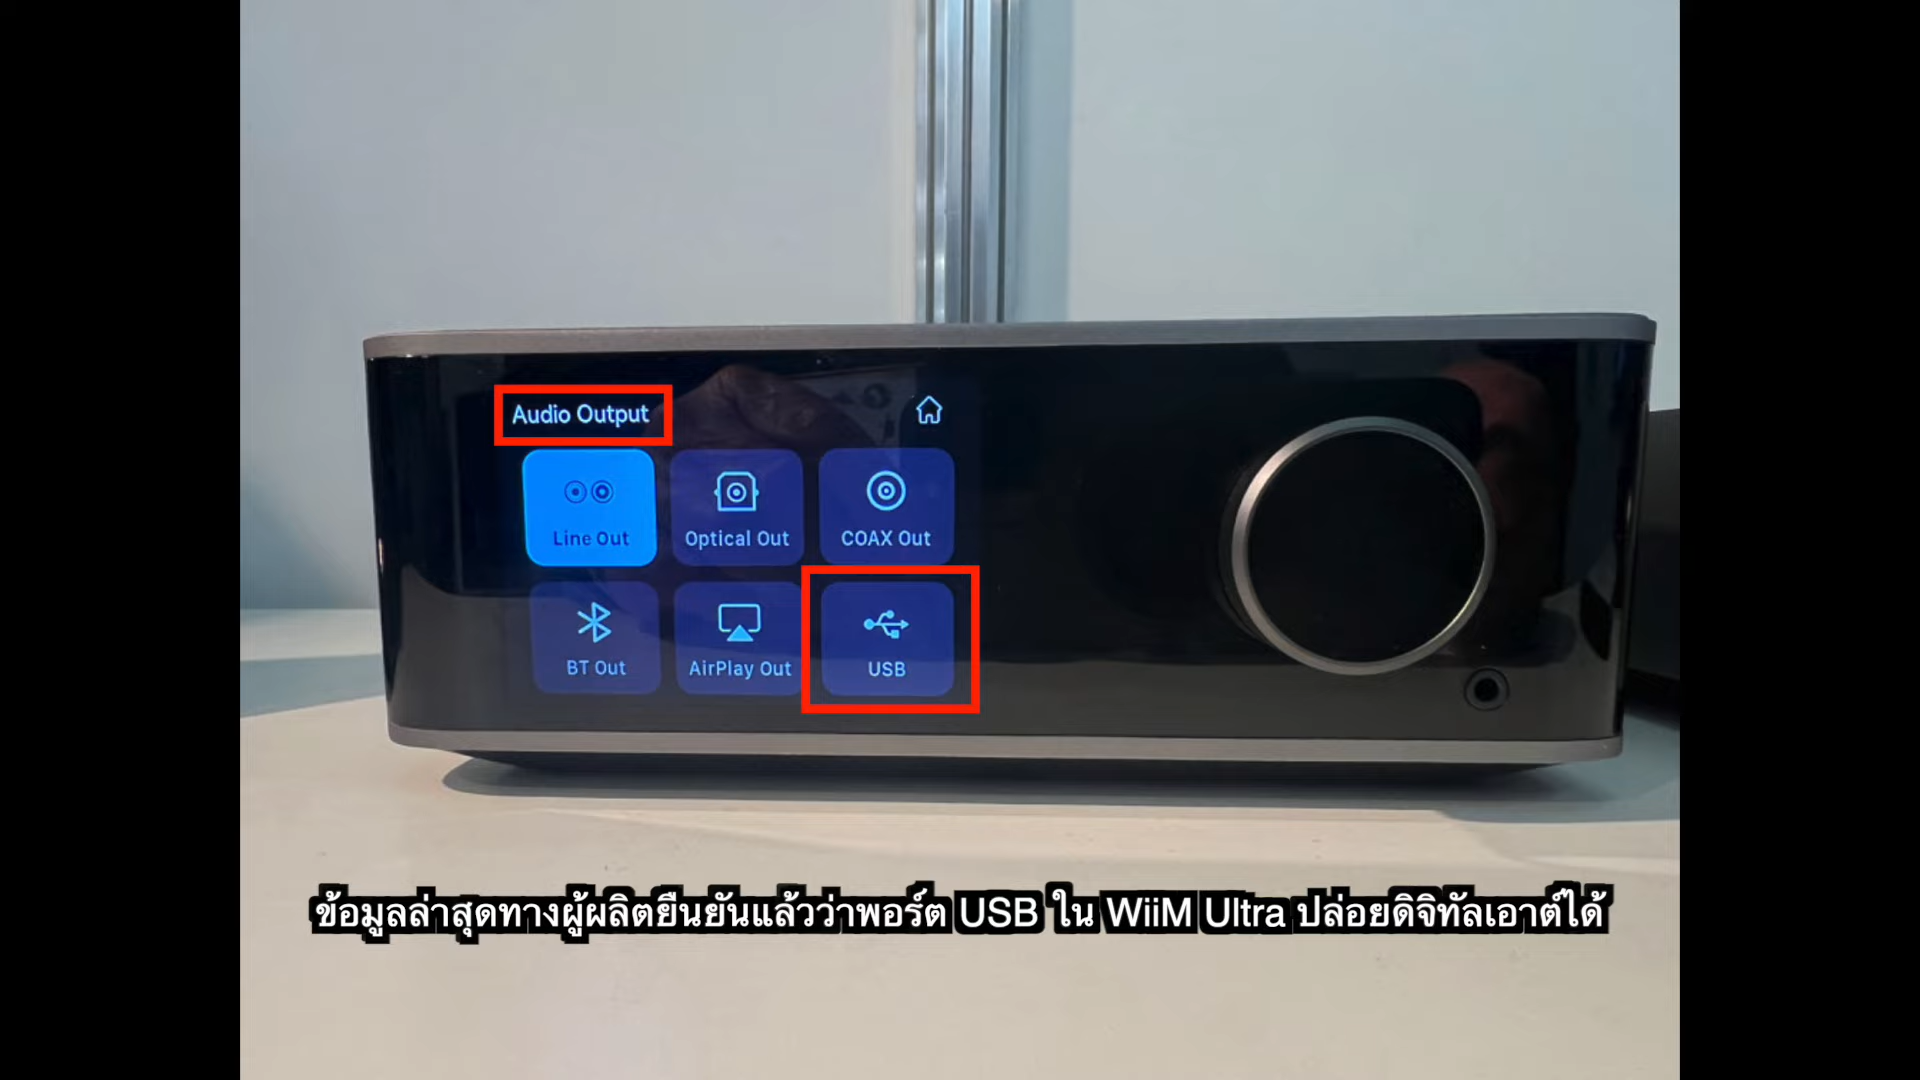 Audio Output
Line Out
Optical Out
COAX Out
BT Out
AirPlay Out
USB
ข้อมูลล่าสุดทางผู้ผลิตยืนยันแล้วว่าพอร์ต USB ใน WiiM Ultra ปล่อยดิจิทัลเอาต์ได้